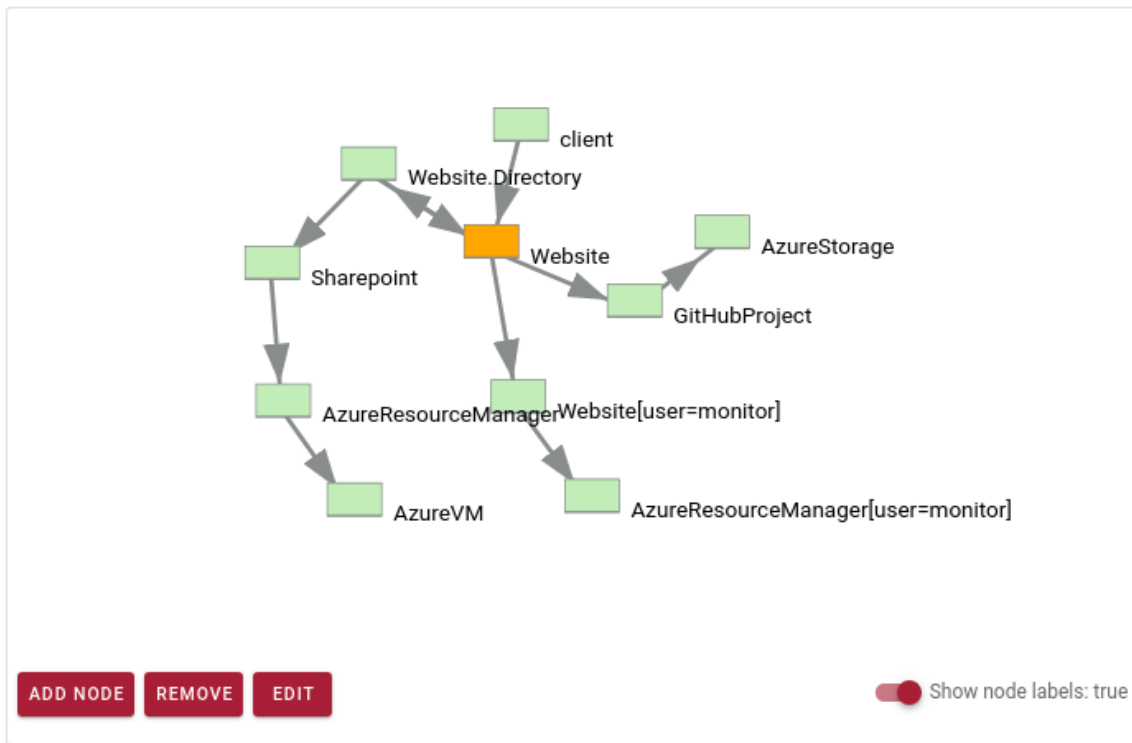 client
Website.Directory
AzureStorage
Website
Sharepoint
GitHubProject
AzureResourceManager
Website[user=monitor]
AzureVM
AzureResourceManager[user=monitor]
ADD NODE
REMOVE
EDIT
Show node labels: true